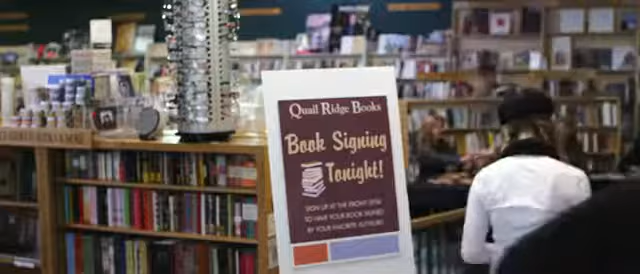 Quail Ridge Books
Book Signing
Tonight!
SIGN UP AT THE FRONT DESK
TO HAVE YOUR BOOK SIGNED
BY YOUR FAVORITE AUTHORS!